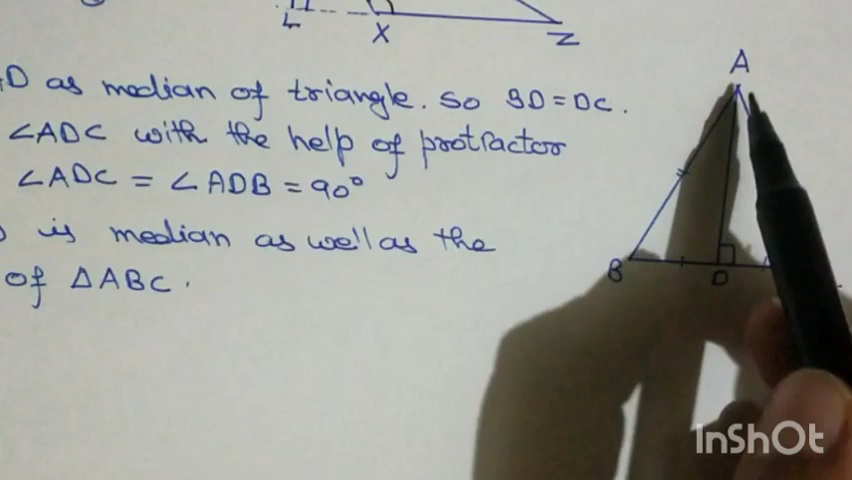 L
X
Z
D as median of triangle. So BD = DC.
∠ADC with the help of protractor
∠ADC = ∠ADB = 90°
is median as well as the
of △ABC.
A
B
D
InShOt